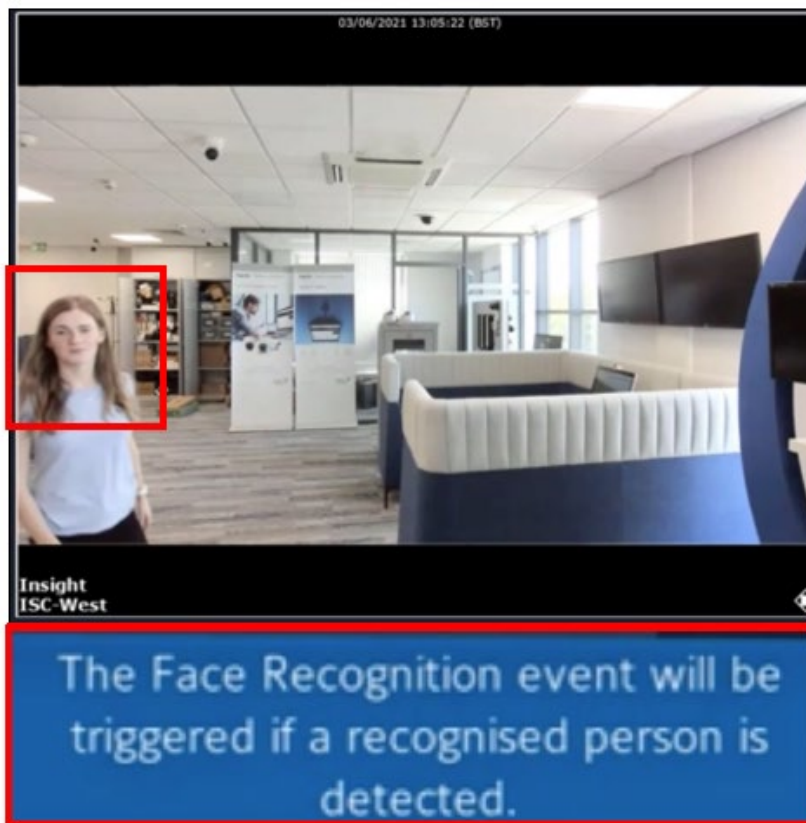 03/06/2021 13:05:22 (BST)
Insight
ISC-West
The Face Recognition event will be
triggered if a recognised person is
detected.